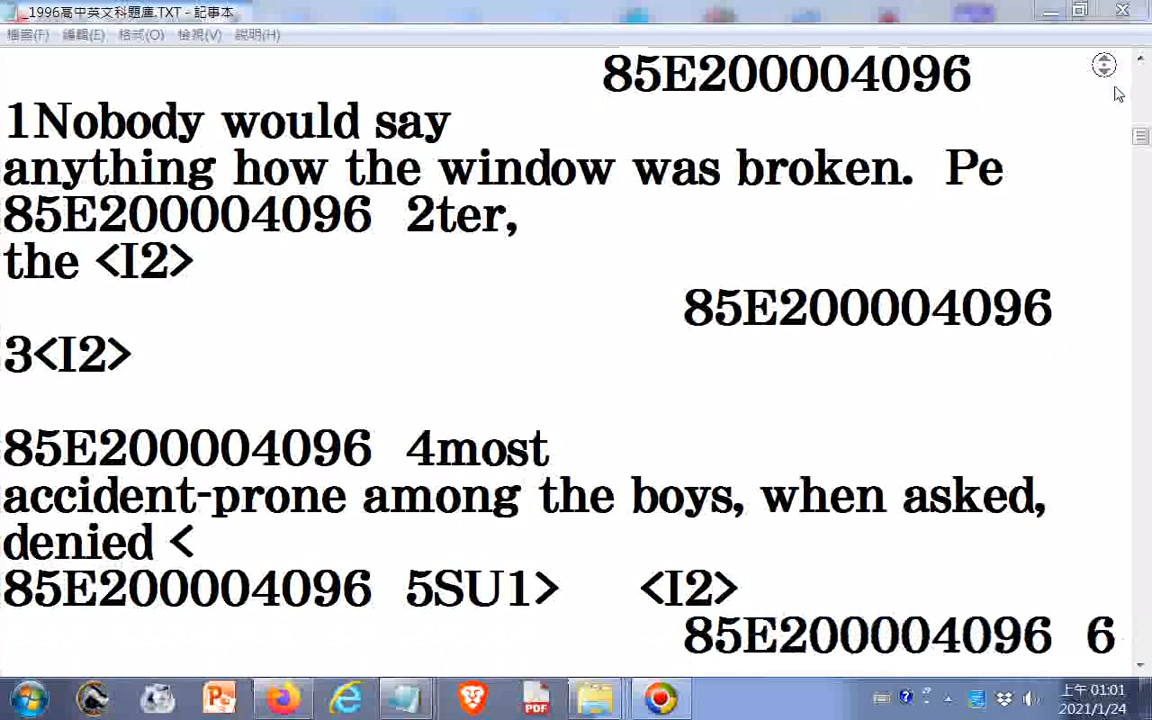 _1996高中英文科題庫.TXT - 記事本
檔案(F) 編輯(E) 格式(O) 檢視(V) 說明(H)
85E200004096
1Nobody would say
anything how the window was broken. Pe
85E200004096 2ter,
the <I2>
85E200004096
3<I2>
85E200004096 4most
accident-prone among the boys, when asked,
denied <
85E200004096 5SU1> <I2>
85E200004096 6
PDF
上午 01:01
2021/1/24